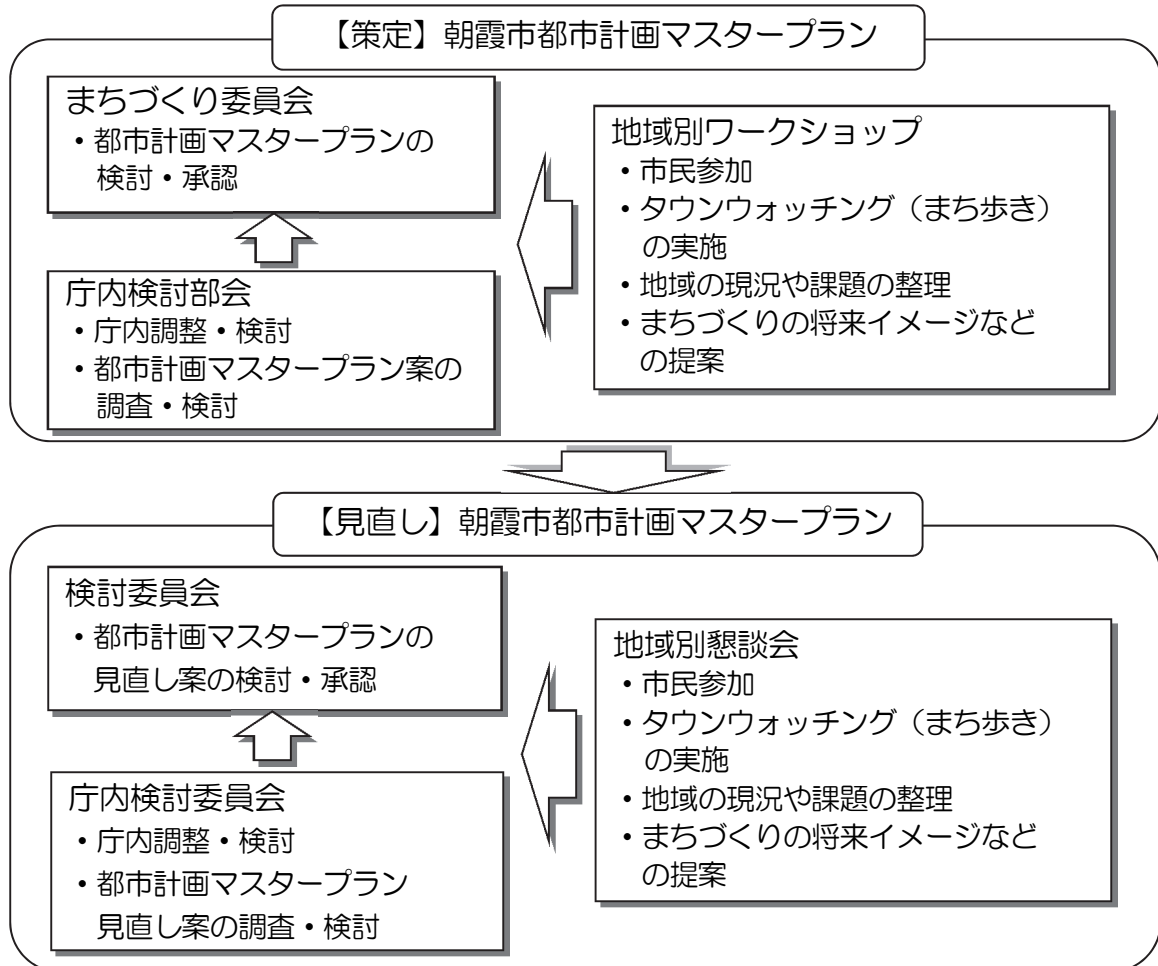 【策定】朝霞市都市計画マスタープラン
まちづくり委員会
・都市計画マスタープランの
検討・承認
庁内検討部会
・庁内調整・検討
・都市計画マスタープラン案の
調査・検討
地域別ワークショップ
・市民参加
・タウンウォッチング（まち歩き）
の実施
・地域の現況や課題の整理
・まちづくりの将来イメージなど
の提案
【見直し】朝霞市都市計画マスタープラン
検討委員会
・都市計画マスタープランの
見直し案の検討・承認
庁内検討委員会
・庁内調整・検討
・都市計画マスタープラン
見直し案の調査・検討
地域別懇談会
・市民参加
・タウンウォッチング（まち歩き）
の実施
・地域の現況や課題の整理
・まちづくりの将来イメージなど
の提案